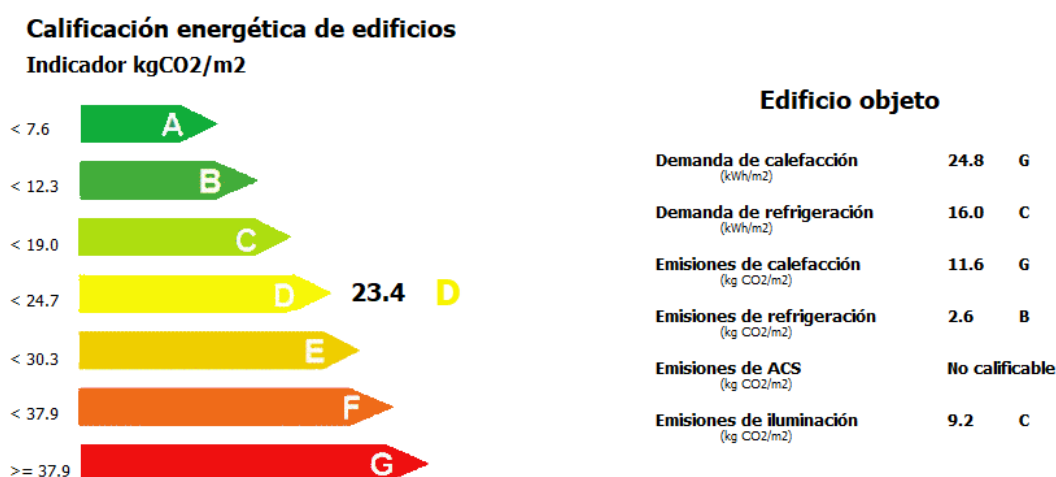 Calificación energética de edificios
Indicador kgCO2/m2
< 7.6 A
< 12.3 B
< 19.0 C
< 24.7 D 23.4 D
< 30.3 E
< 37.9 F
>= 37.9 G
Edificio objeto
Demanda de calefacción 24.8 G
(kWh/m2)
Demanda de refrigeración 16.0 C
(kWh/m2)
Emisiones de calefacción 11.6 G
(kg CO2/m2)
Emisiones de refrigeración 2.6 B
(kg CO2/m2)
Emisiones de ACS No calificable
(kg CO2/m2)
Emisiones de iluminación 9.2 C
(kg CO2/m2)